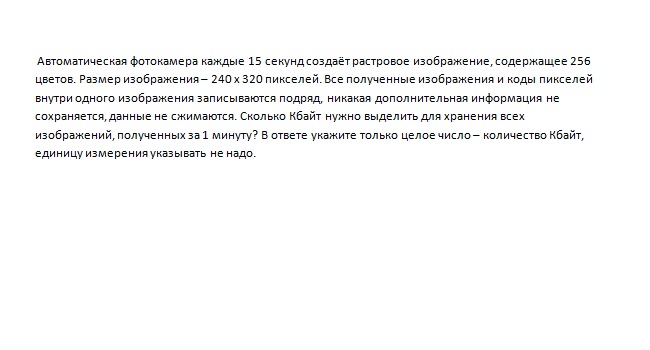 Автоматическая фотокамера каждые 15 секунд создаёт растровое изображение, содержащее 256
цветов. Размер изображения – 240 x 320 пикселей. Все полученные изображения и коды пикселей
внутри одного изображения записываются подряд, никакая дополнительная информация не
сохраняется, данные не сжимаются. Сколько Кбайт нужно выделить для хранения всех
изображений, полученных за 1 минуту? В ответе укажите только целое число – количество Кбайт,
единицу измерения указывать не надо.